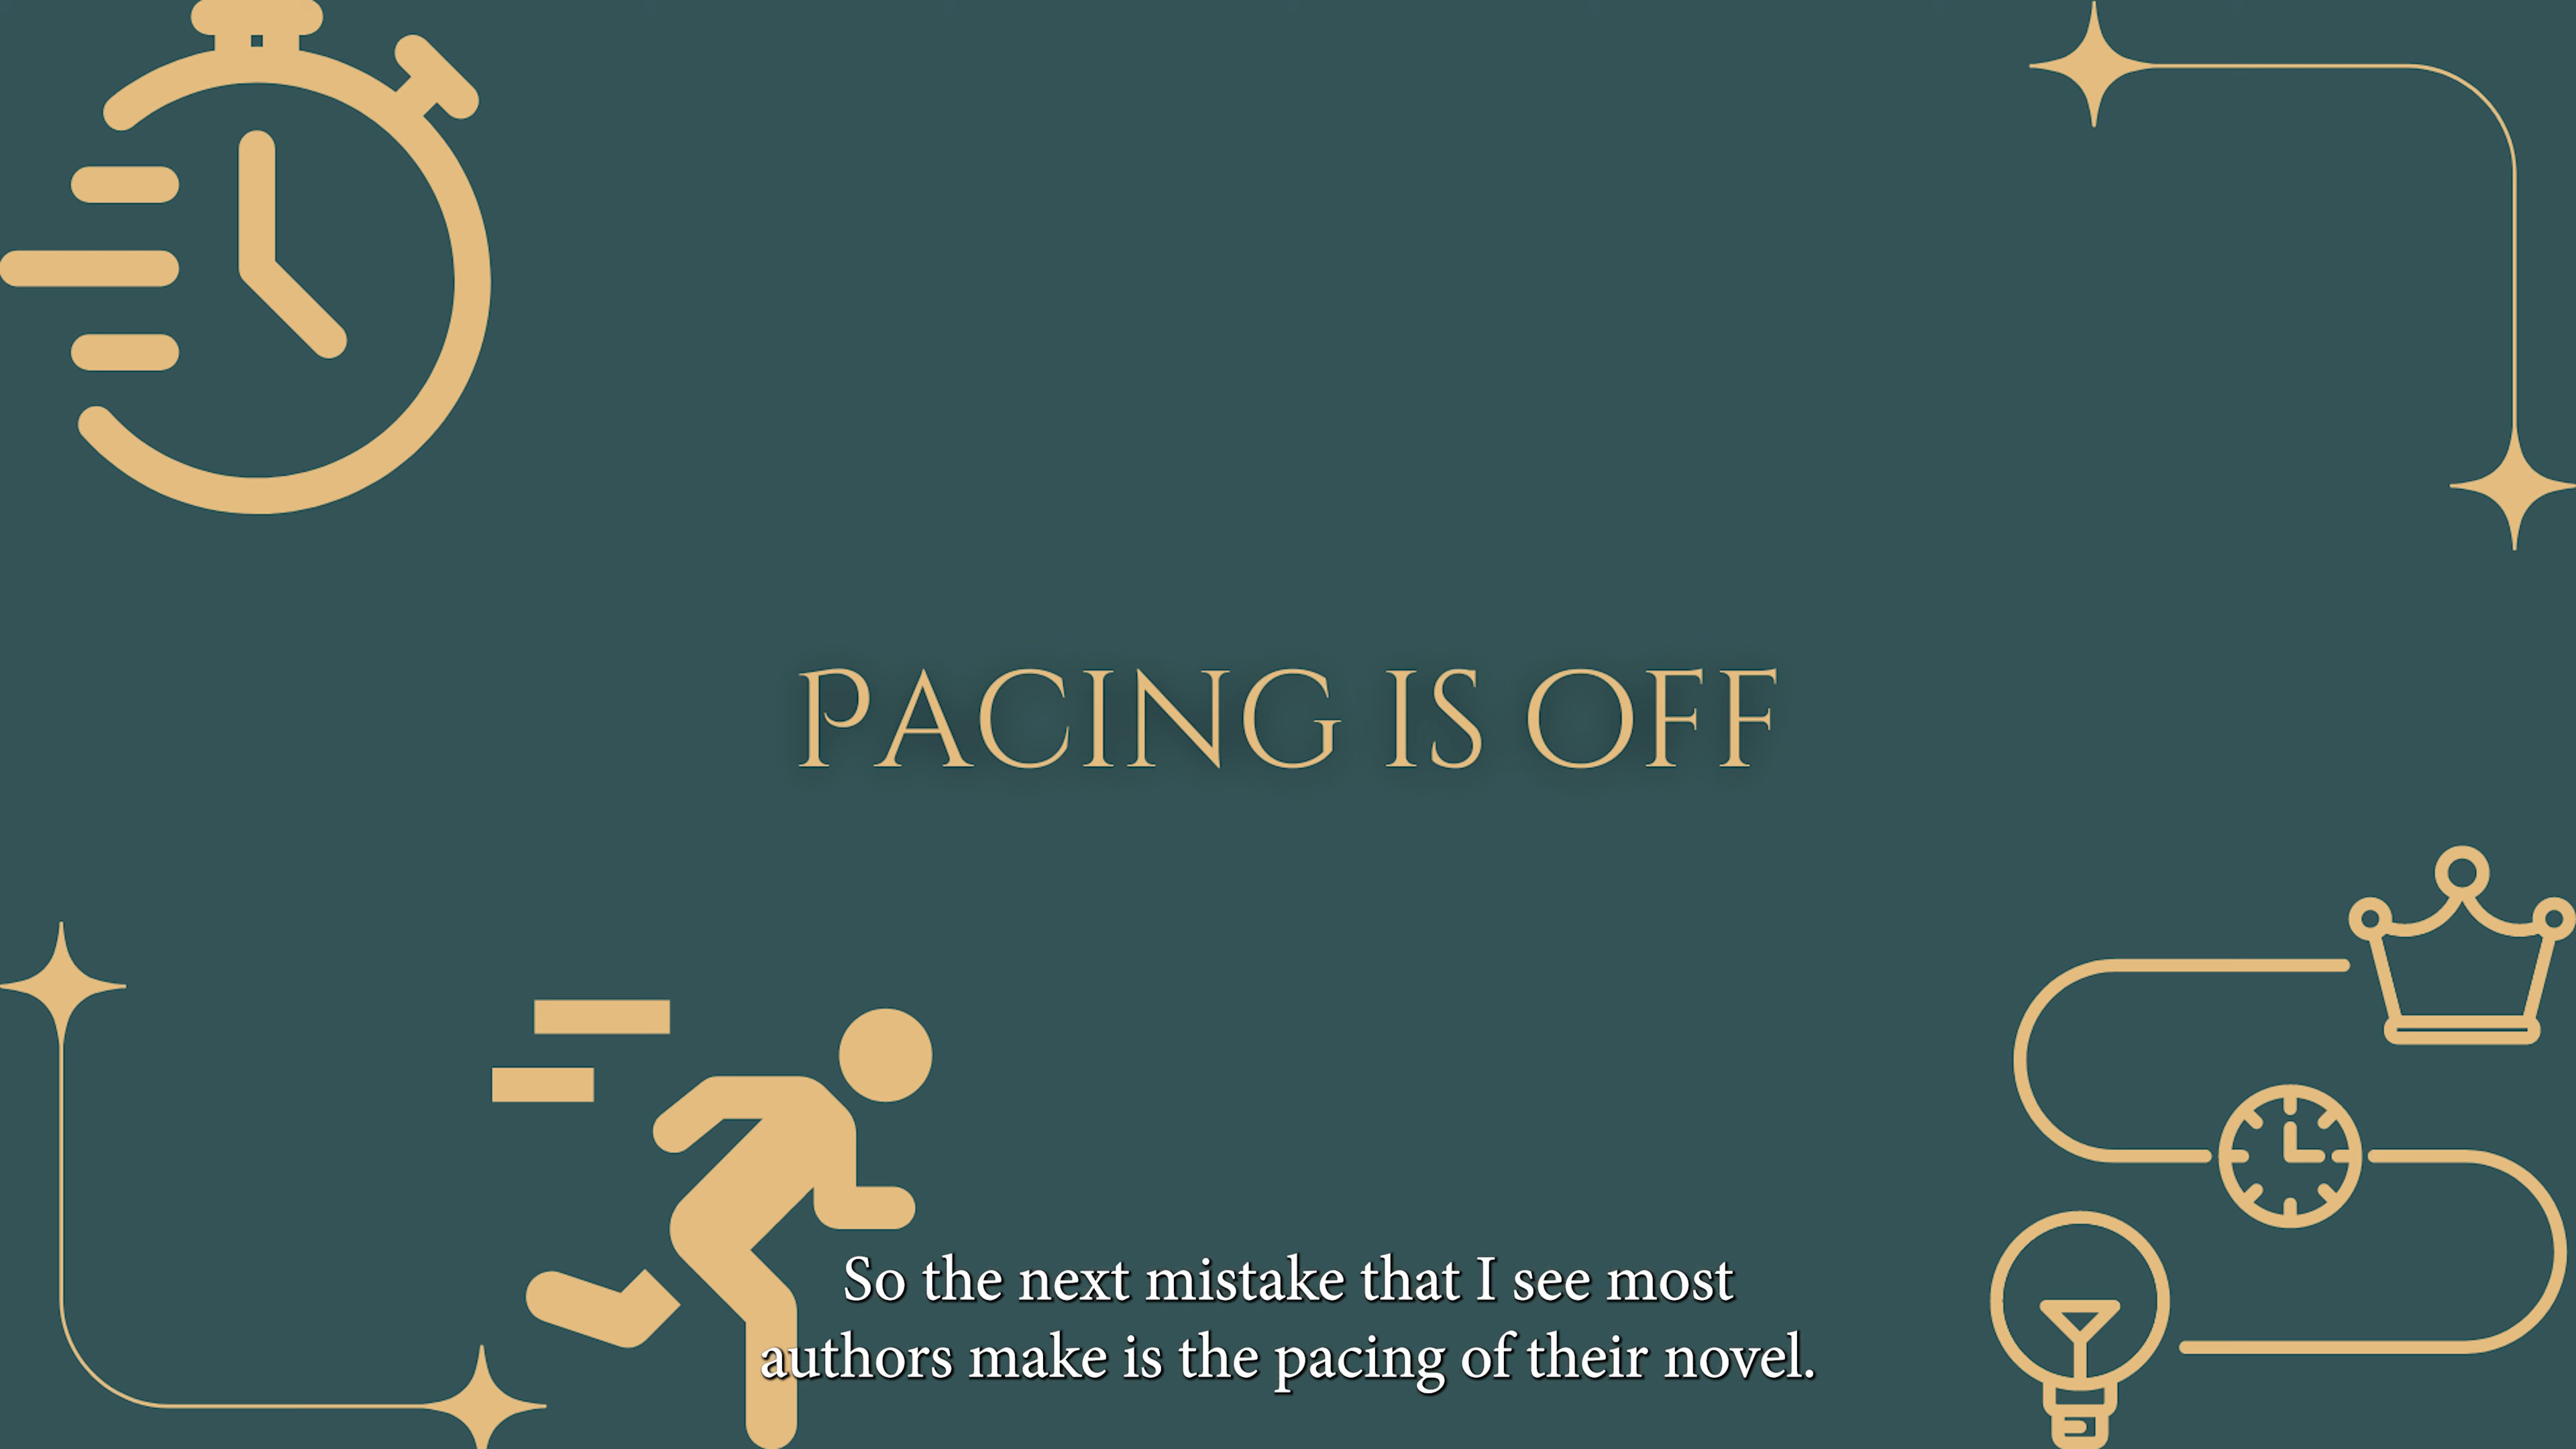 PACING IS OFF
So the next mistake that I see most
authors make is the pacing of their novel.